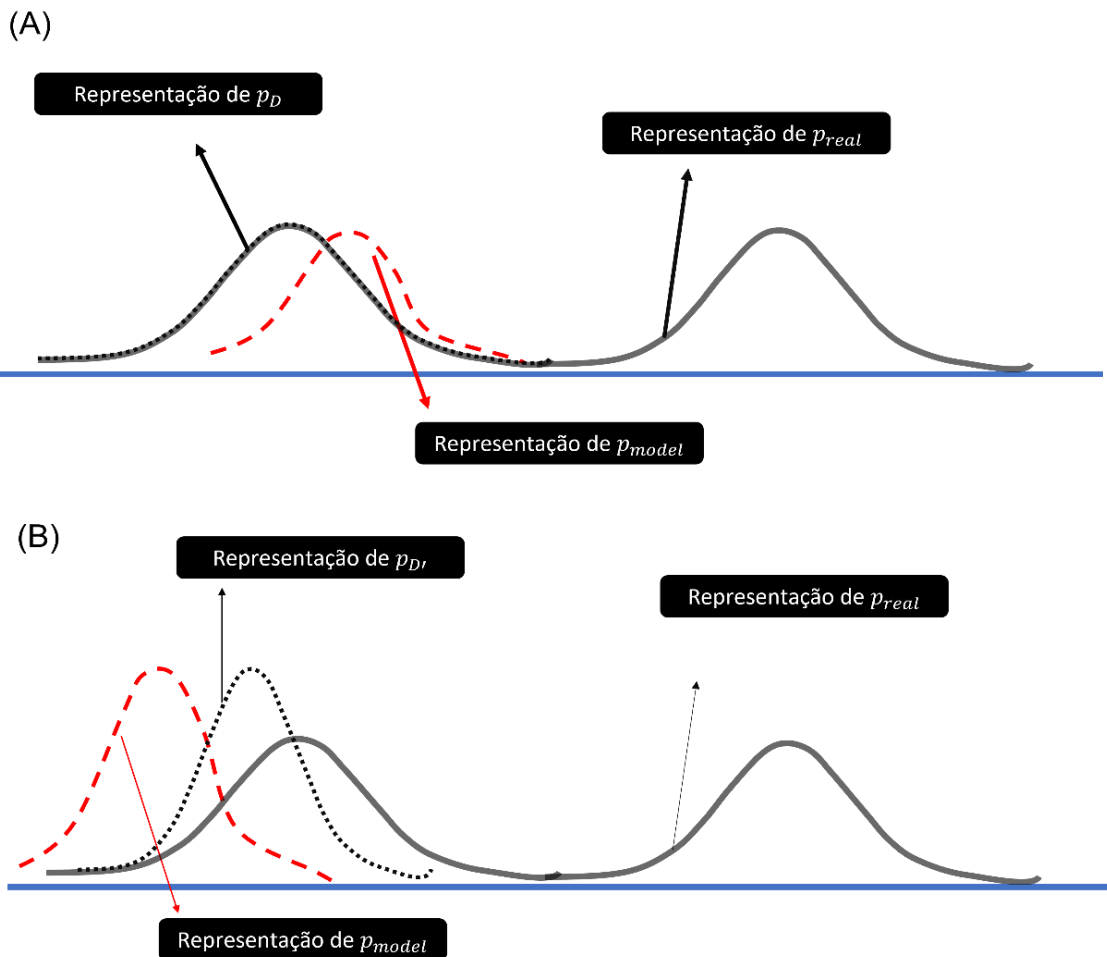 (A)
Representação de p_D
Representação de p_real
Representação de p_model
(B)
Representação de p_D′
Representação de p_real
Representação de p_model